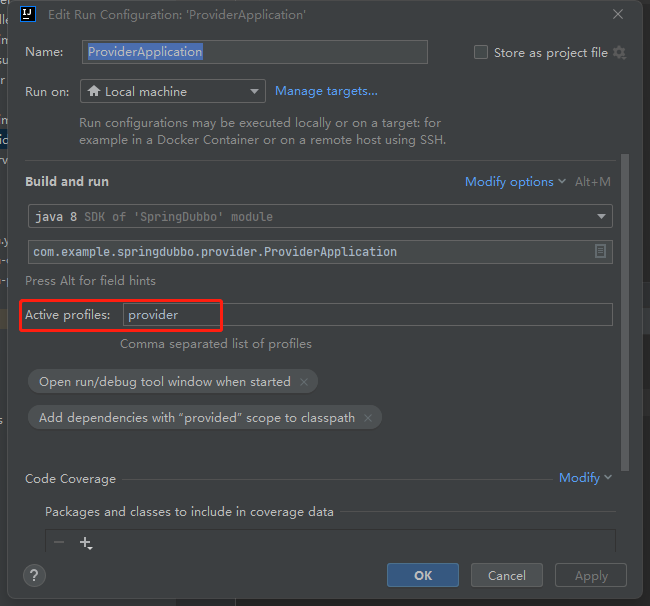 Edit Run Configuration: 'ProviderApplication'
Name: ProviderApplication Store as project file
Run on: Local machine Manage targets...
Run configurations may be executed locally or on a target: for
example in a Docker Container or on a remote host using SSH.
Build and run Modify options Alt+M
java 8 SDK of 'SpringDubbo' module
com.example.springdubbo.provider.ProviderApplication
Press Alt for field hints
Active profiles: provider
Comma separated list of profiles
Open run/debug tool window when started
Add dependencies with “provided” scope to classpath
Code Coverage Modify
Packages and classes to include in coverage data
? OK Cancel Apply